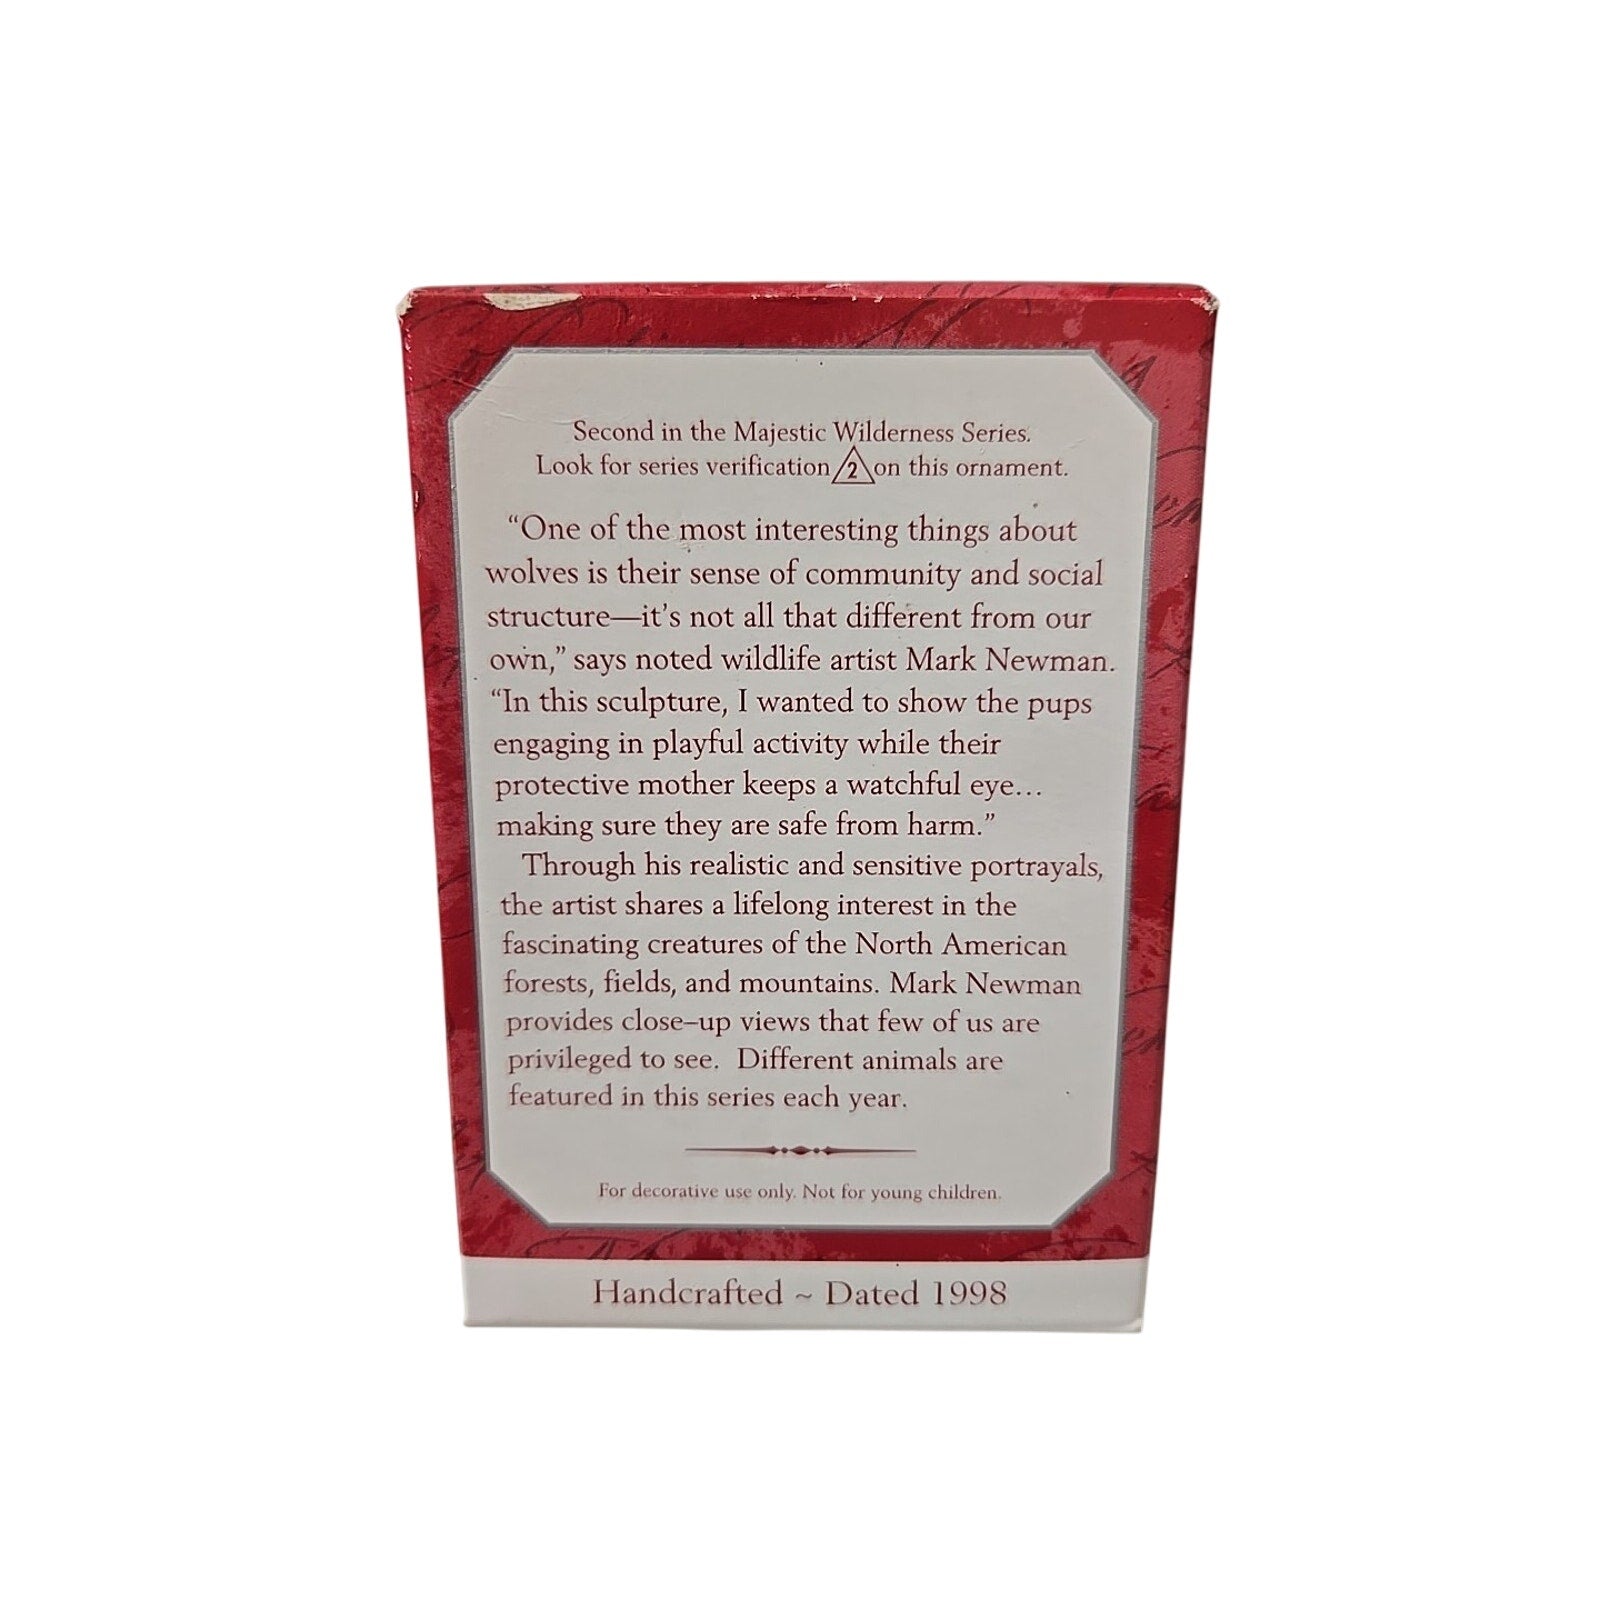 Second in the Majestic Wilderness Series.
Look for series verification 2 on this ornament.
“One of the most interesting things about
wolves is their sense of community and social
structure—it’s not all that different from our
own,” says noted wildlife artist Mark Newman.
“In this sculpture, I wanted to show the pups
engaging in playful activity while their
protective mother keeps a watchful eye…
making sure they are safe from harm.”
Through his realistic and sensitive portrayals,
the artist shares a lifelong interest in the
fascinating creatures of the North American
forests, fields, and mountains. Mark Newman
provides close–up views that few of us are
privileged to see. Different animals are
featured in this series each year.
For decorative use only. Not for young children.
Handcrafted ~ Dated 1998